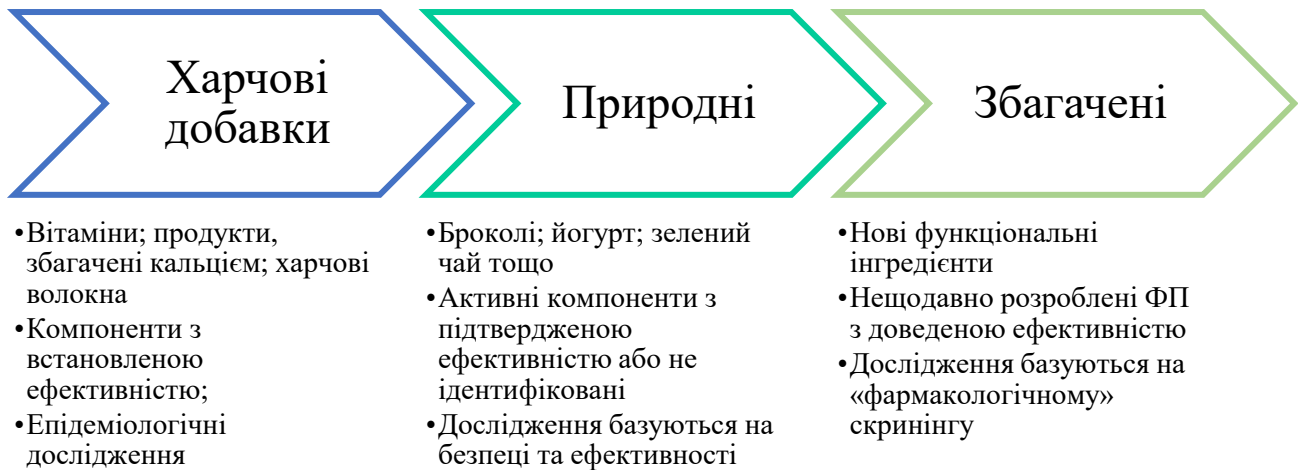 Харчові
добавки
•Вітаміни; продукти,
збагачені кальцієм; харчові
волокна
•Компоненти з
встановленою
ефективністю;
•Епідеміологічні
дослідження
Природні
•Броколі; йогурт; зелений
чай тощо
•Активні компоненти з
підтвердженою
ефективністю або не
ідентифіковані
•Дослідження базуються на
безпеці та ефективності
Збагачені
•Нові функціональні
інгредієнти
•Нещодавно розроблені ФП
з доведеною ефективністю
•Дослідження базуються на
«фармакологічному»
скринінгу